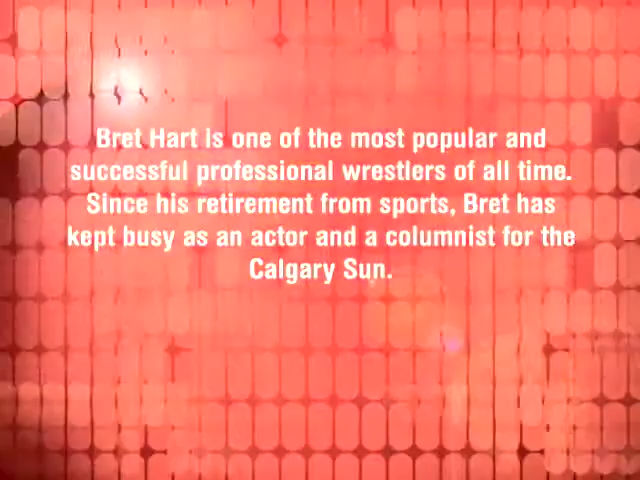 Bret Hart is one of the most popular and
successful professional wrestlers of all time.
Since his retirement from sports, Bret has
kept busy as an actor and a columnist for the
Calgary Sun.